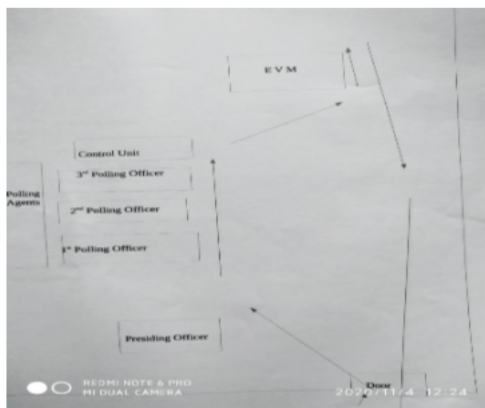 E V M
Control Unit
3rd Polling Officer
Polling
Agents
2nd Polling Officer
1st Polling Officer
Presiding Officer
Door
REDMI NOTE 6 PRO
MI DUAL CAMERA
2020/11/4 12:24